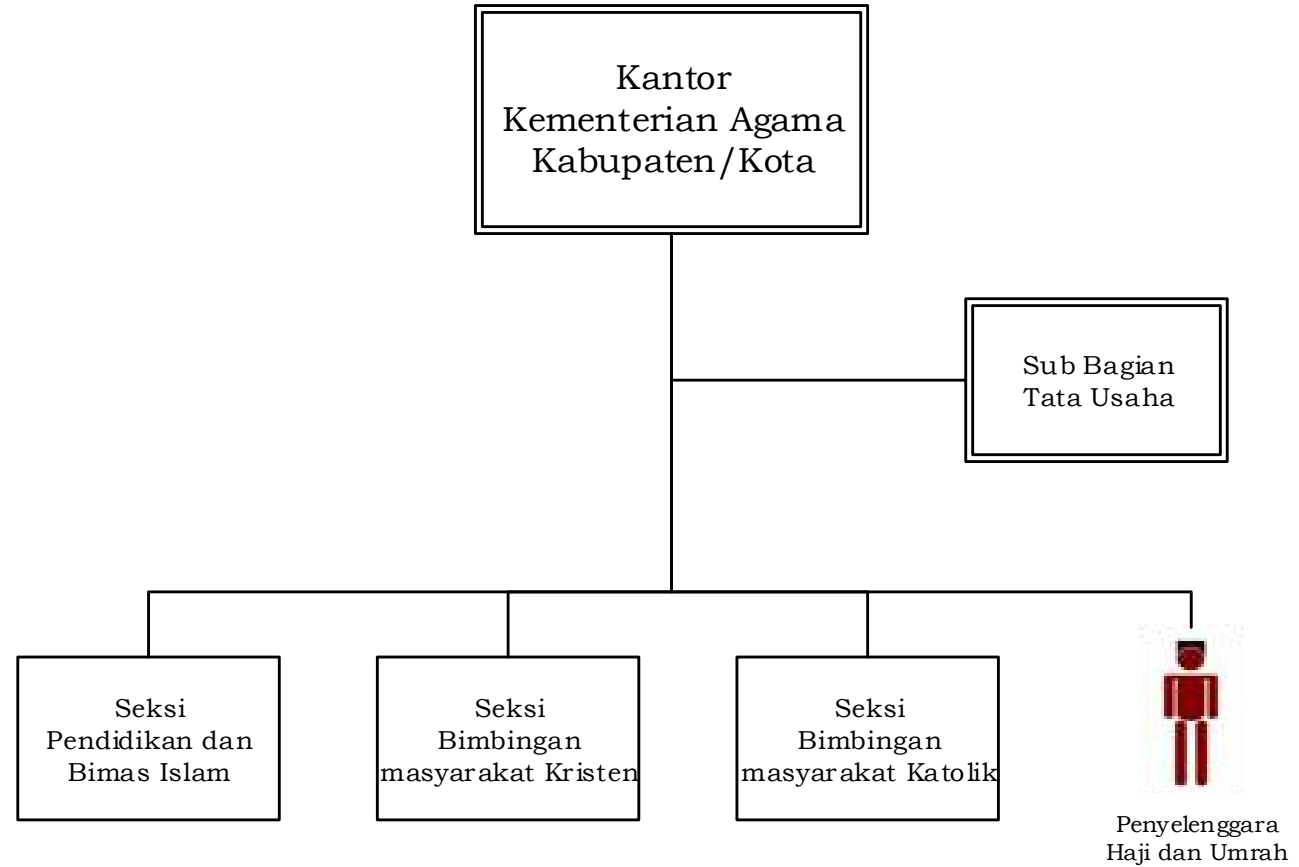 Kantor
Kementerian Agama
Kabupaten/Kota
Sub Bagian
Tata Usaha
Seksi
Pendidikan dan
Bimas Islam
Seksi
Bimbingan
masyarakat Kristen
Seksi
Bimbingan
masyarakat Katolik
Penyelenggara
Haji dan Umrah